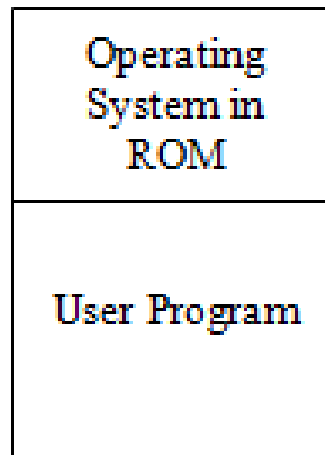 Operating
System in
ROM
User Program